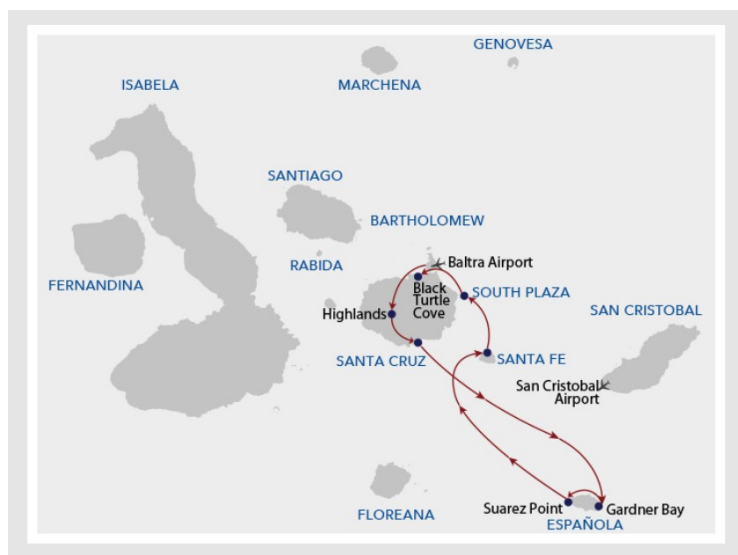 GENOVESA
ISABELA
MARCHENA
SANTIAGO
BARTHOLOMEW
Baltra Airport
RABIDA
FERNANDINA
Black
Turtle
Cove
SOUTH PLAZA
Highlands
SAN CRISTOBAL
SANTA CRUZ
SANTA FE
San Cristobal
Airport
Suarez Point
Gardner Bay
FLOREANA
ESPAÑOLA